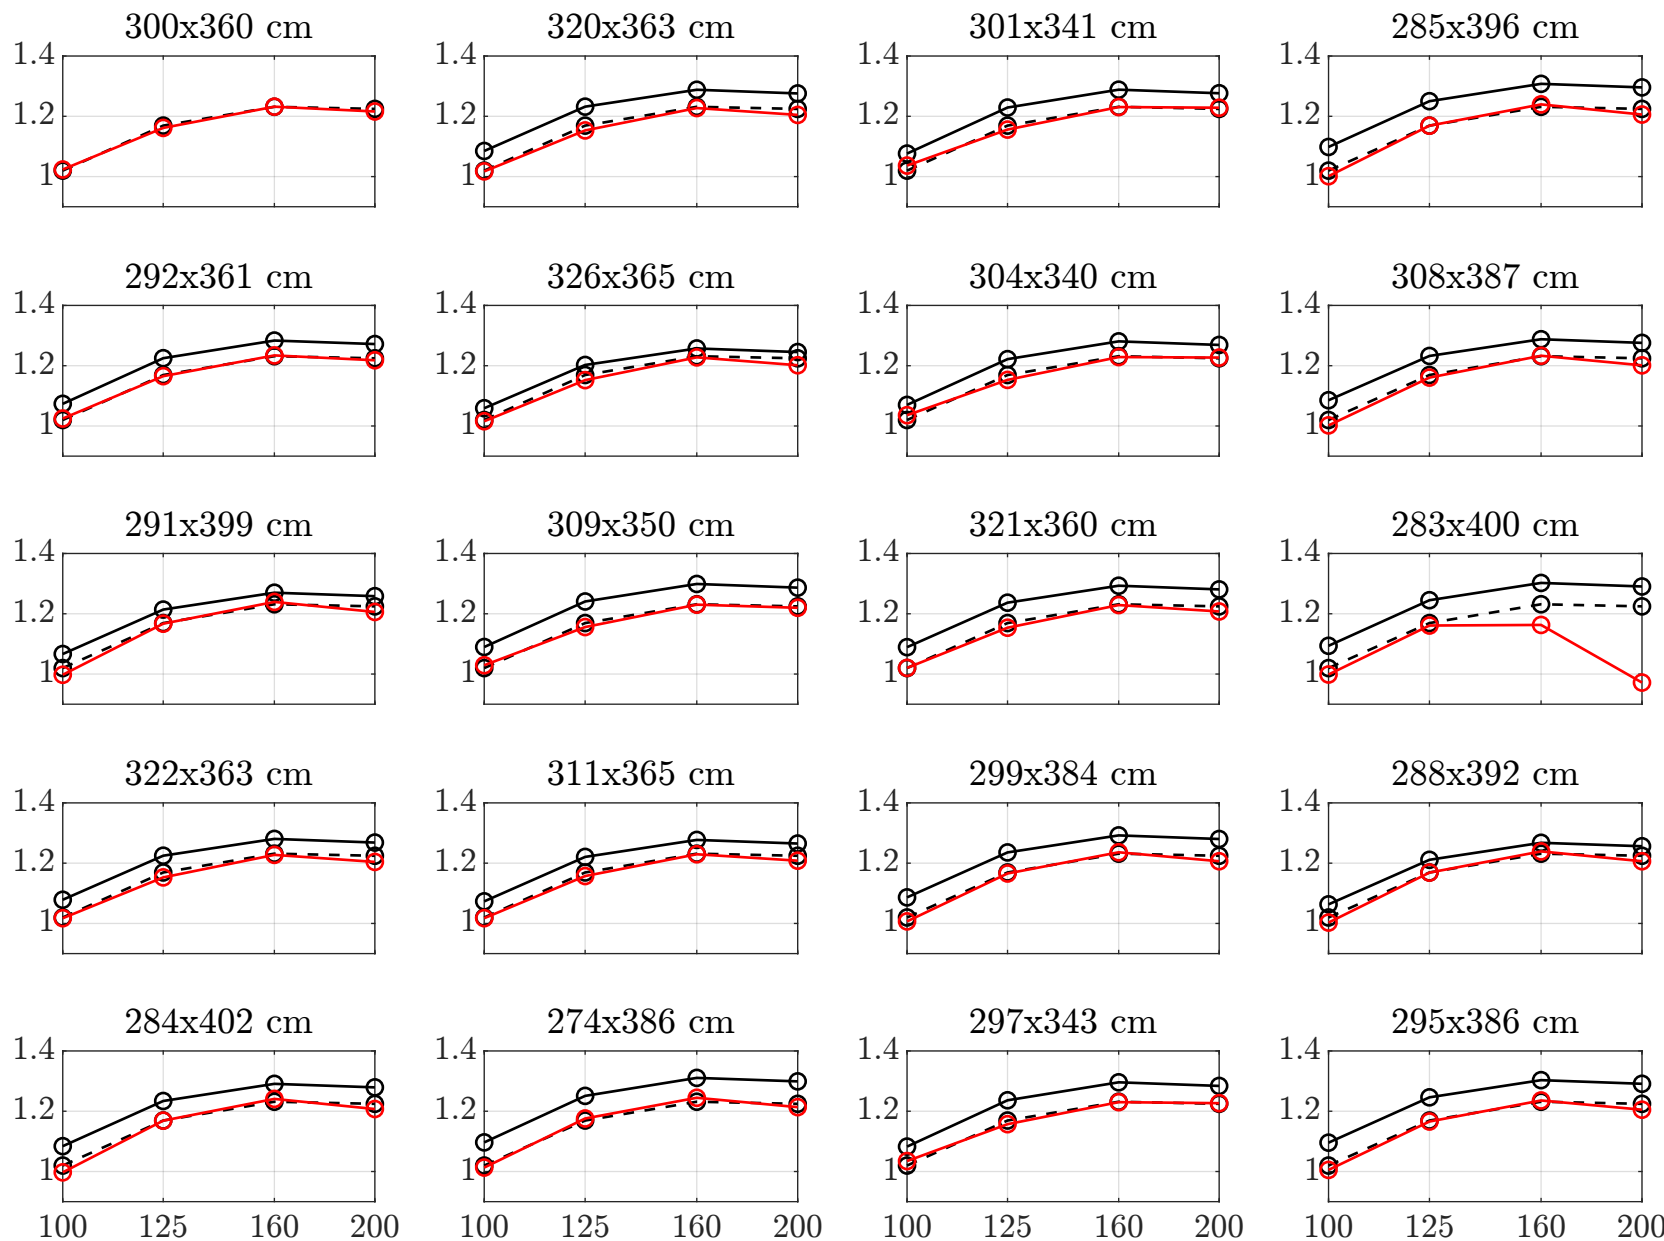 300x360 cm
320x363 cm
301x341 cm
285x396 cm
1.4
1.2
1
1.4
1.2
1
1.4
1.2
1
1.4
1.2
1
292x361 cm
326x365 cm
304x340 cm
308x387 cm
1.4
1.2
1
1.4
1.2
1
1.4
1.2
1
1.4
1.2
1
291x399 cm
309x350 cm
321x360 cm
283x400 cm
1.4
1.2
1
1.4
1.2
1
1.4
1.2
1
1.4
1.2
1
322x363 cm
311x365 cm
299x384 cm
288x392 cm
1.4
1.2
1
1.4
1.2
1
1.4
1.2
1
1.4
1.2
1
284x402 cm
274x386 cm
297x343 cm
295x386 cm
1.4
1.2
1
1.4
1.2
1
1.4
1.2
1
1.4
1.2
1
100 125 160 200
100 125 160 200
100 125 160 200
100 125 160 200